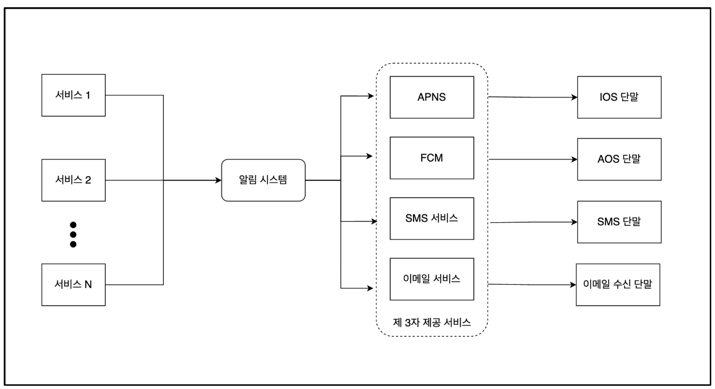 서비스 1
서비스 2
서비스 N
알림 시스템
APNS
FCM
SMS 서비스
이메일 서비스
제 3자 제공 서비스
IOS 단말
AOS 단말
SMS 단말
이메일 수신 단말